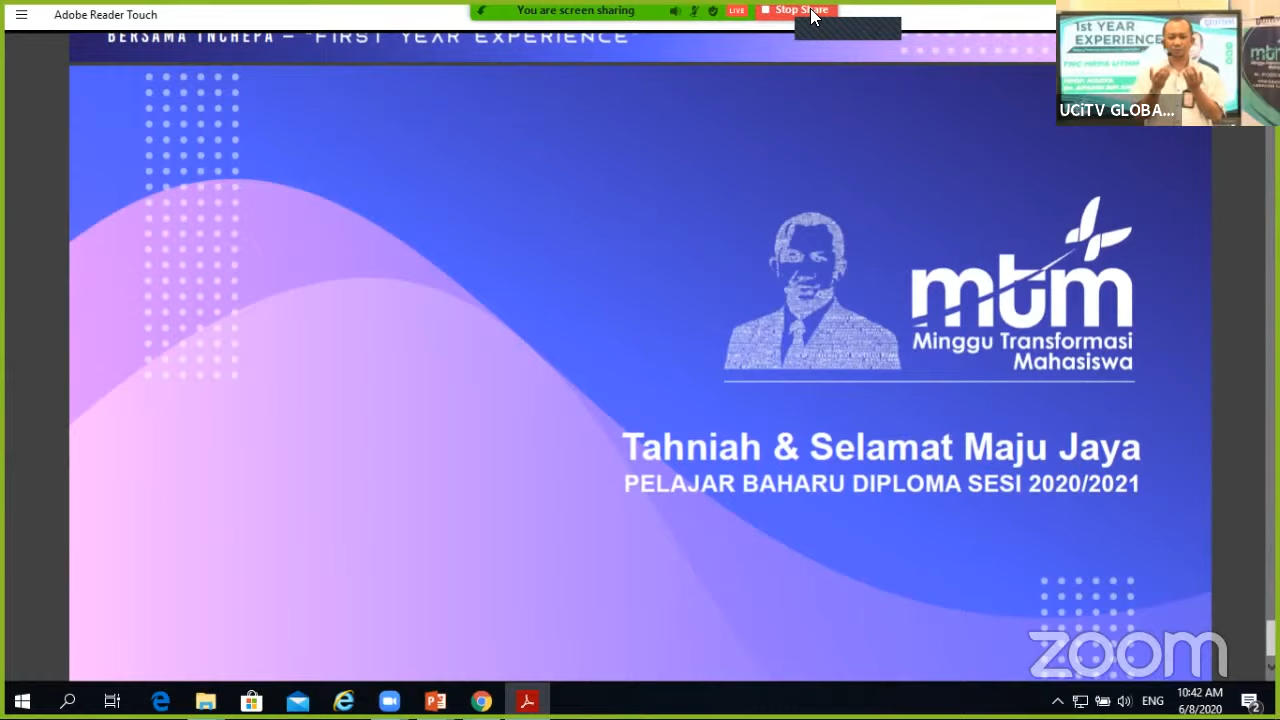 Adobe Reader Touch
You are screen sharing
LIVE
Stop Share
BERSAMA INCHEPA – "FIRST YEAR EXPERIENCE"
1st YEAR
EXPERIENCE
UCiTV GLOBA...
mtm
Minggu Transformasi
Mahasiswa
Tahniah & Selamat Maju Jaya
PELAJAR BAHARU DIPLOMA SESI 2020/2021
zoom
ENG
10:42 AM
6/8/2020
2